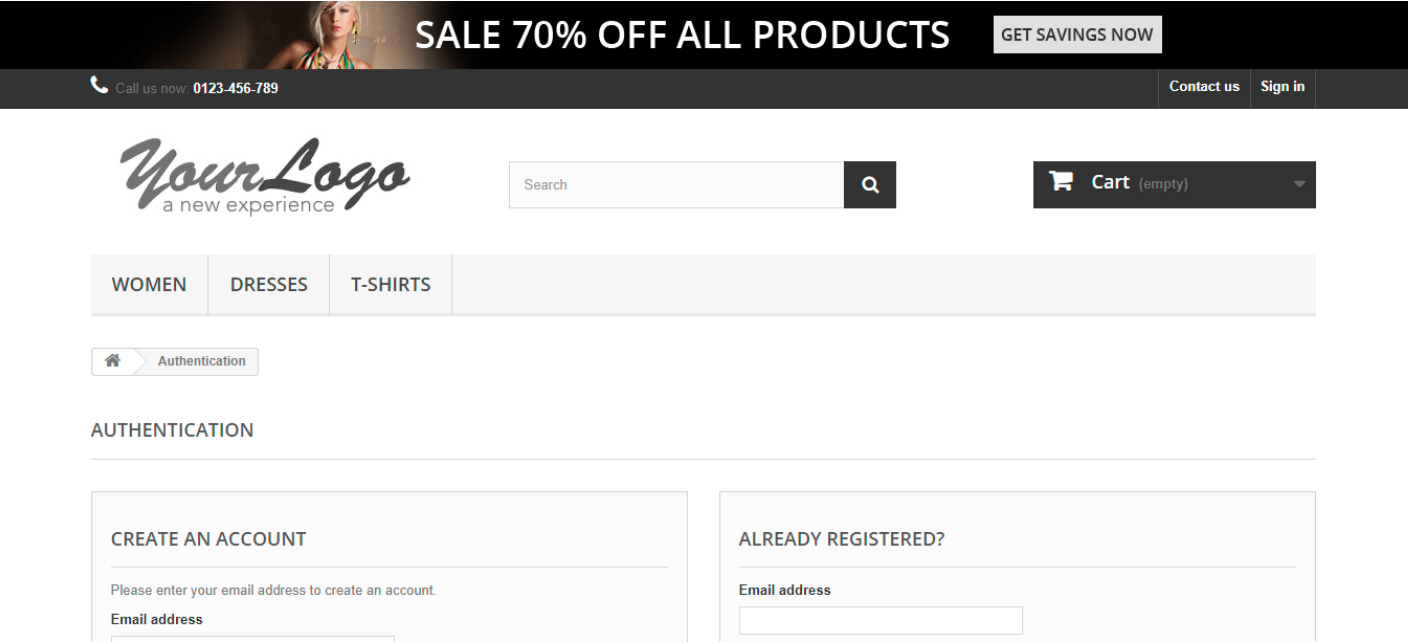 SALE 70% OFF ALL PRODUCTS GET SAVINGS NOW
Call us now: 0123-456-789 Contact us Sign in
YourLogo
a new experience
Search
Cart (empty)
WOMEN DRESSES T-SHIRTS
Authentication
AUTHENTICATION
CREATE AN ACCOUNT
Please enter your email address to create an account.
Email address
ALREADY REGISTERED?
Email address